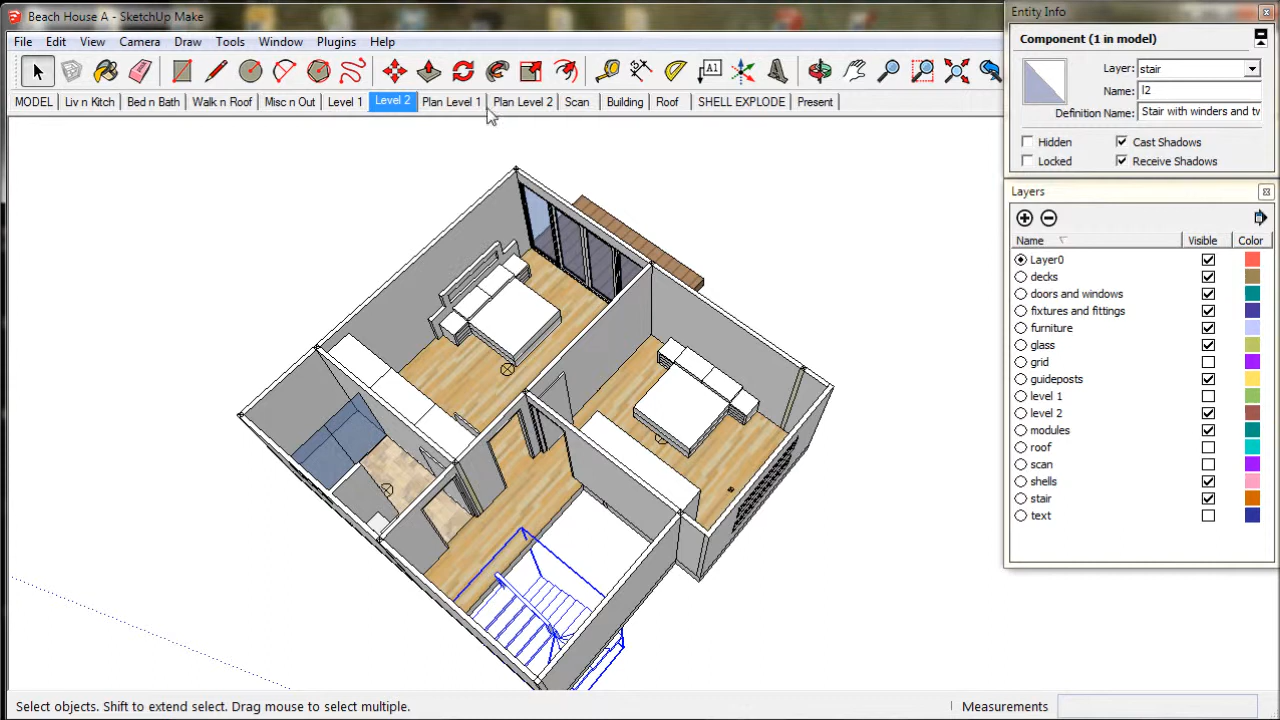 Beach House A - SketchUp Make
File Edit View Camera Draw Tools Window Plugins Help
A1
MODEL Liv n Kitch Bed n Bath Walk n Roof Misc n Out Level 1 Level 2 Plan Level 1 Plan Level 2 Scan Building Roof SHELL EXPLODE Present
Entity Info
Component (1 in model)
Layer: stair
Name: l2
Definition Name: Stair with winders and tw
Hidden Cast Shadows
Locked Receive Shadows
Layers
Name Visible Color
Layer0
decks
doors and windows
fixtures and fittings
furniture
glass
grid
guideposts
level 1
level 2
modules
roof
scan
shells
stair
text
Select objects. Shift to extend select. Drag mouse to select multiple. Measurements